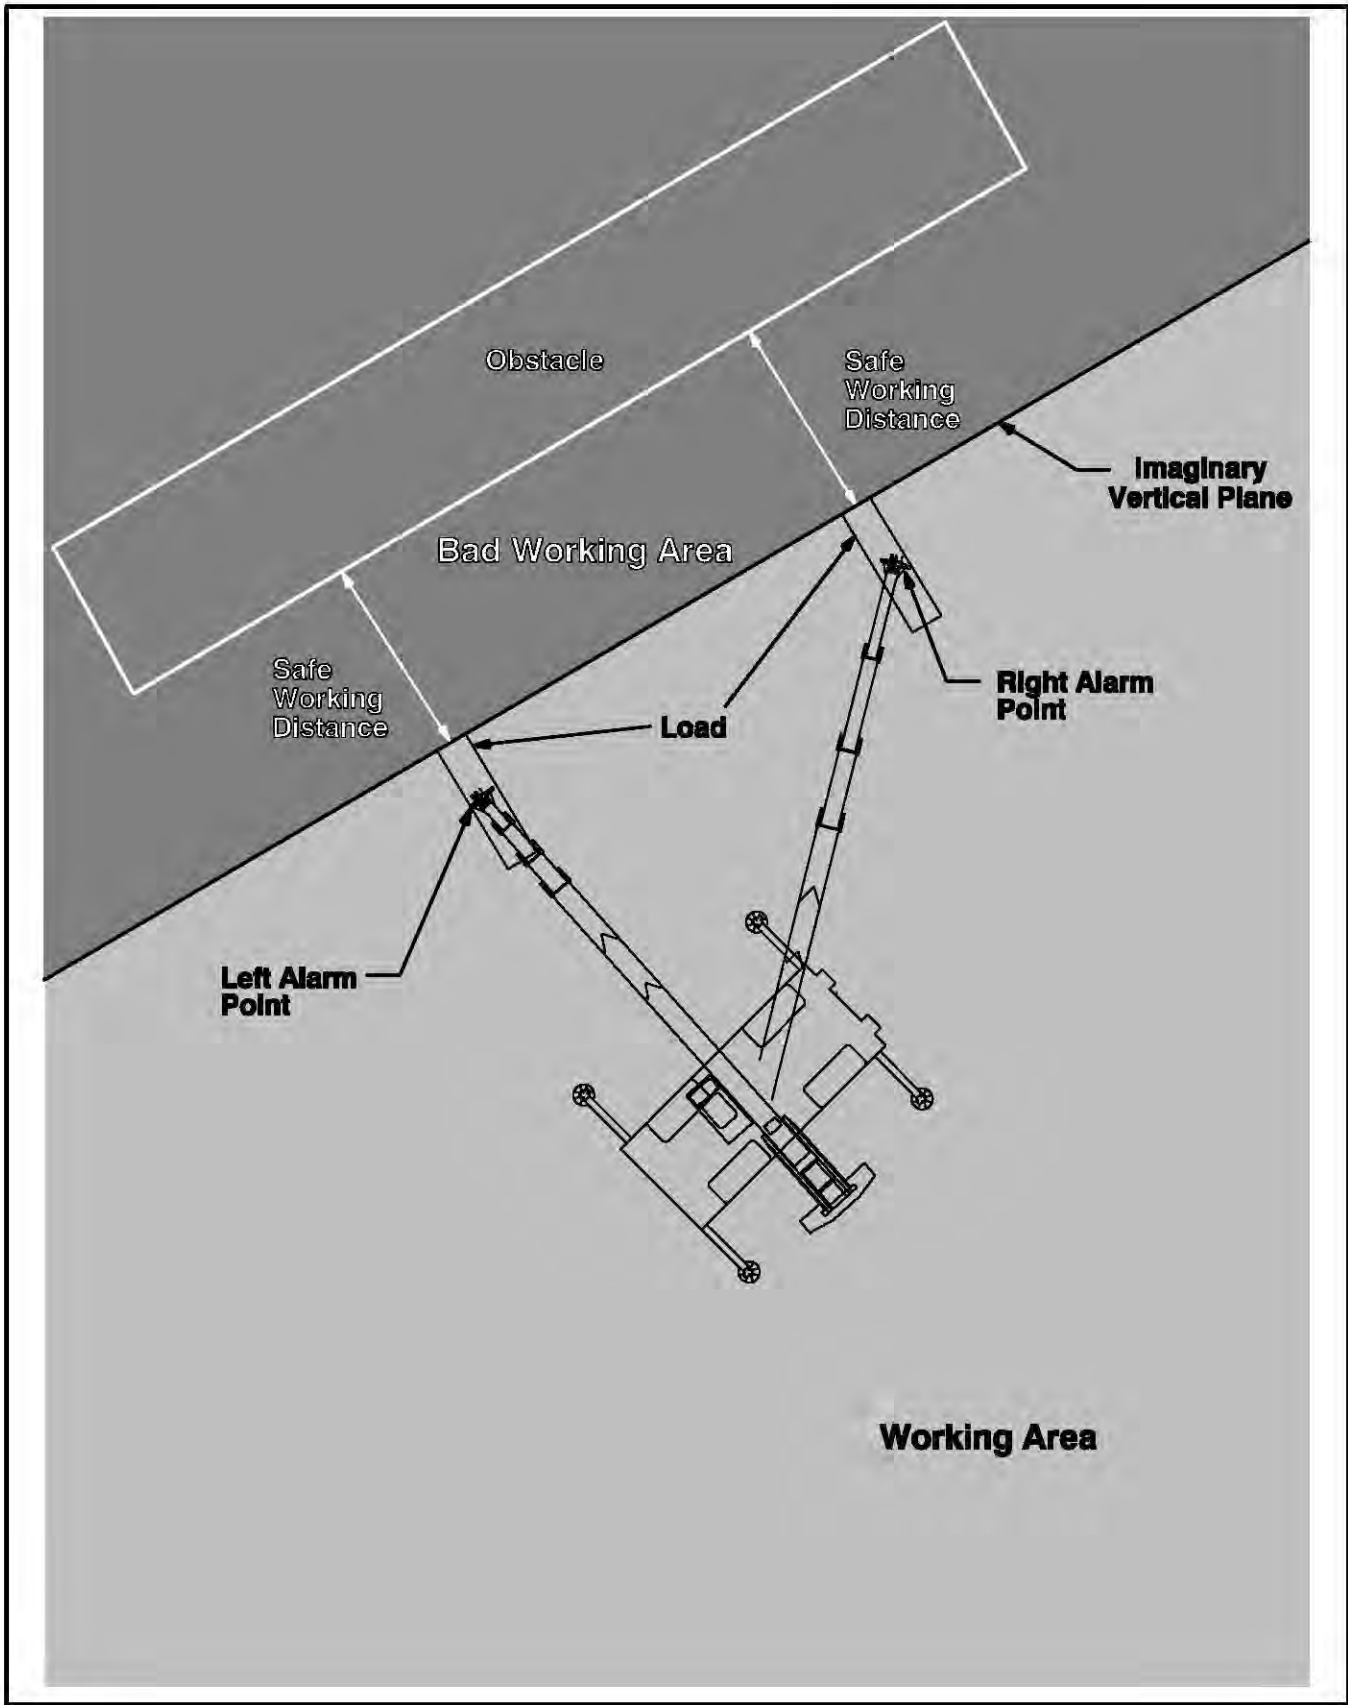 Obstacle
Safe
Working
Distance
Imaginary
Vertical Plane
Bad Working Area
Safe
Working
Distance
Load
Right Alarm
Point
Left Alarm
Point
Working Area